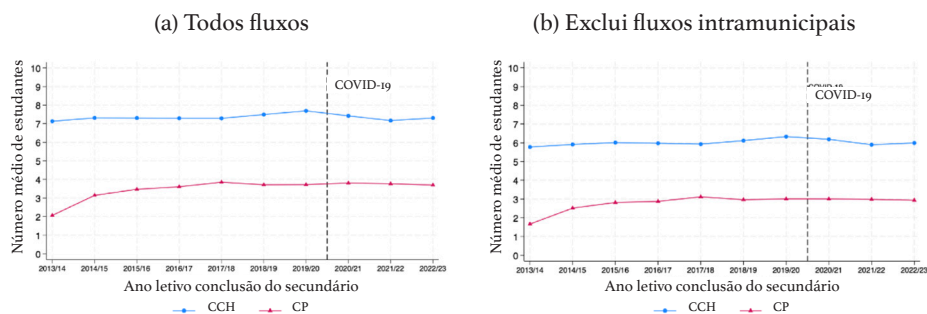 (a) Todos fluxos
Número médio de estudantes
10
9
8
7
6
5
4
3
2
1
0
COVID-19
2013/14 2014/15 2015/16 2016/17 2017/18 2018/19 2019/20 2020/21 2021/22 2022/23
Ano letivo conclusão do secundário
CCH CP
(b) Exclui fluxos intramunicipais
Número médio de estudantes
10
9
8
7
6
5
4
3
2
1
0
COVID-19
2013/14 2014/15 2015/16 2016/17 2017/18 2018/19 2019/20 2020/21 2021/22 2022/23
Ano letivo conclusão do secundário
CCH CP